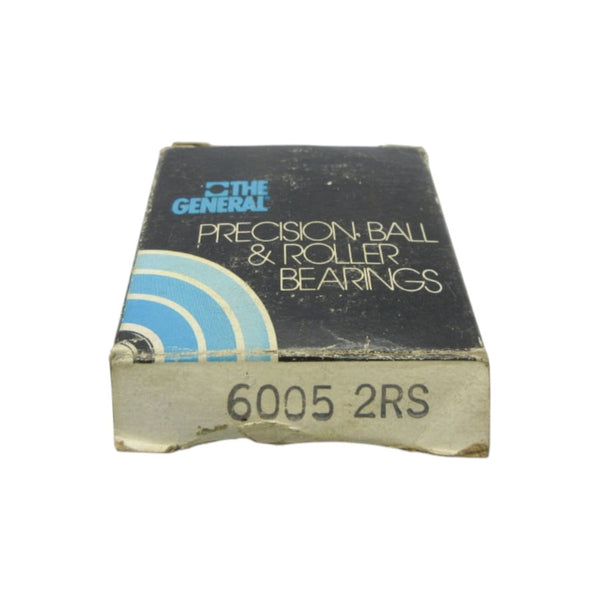 THE
GENERAL
PRECISION BALL
& ROLLER
BEARINGS
6005 2RS